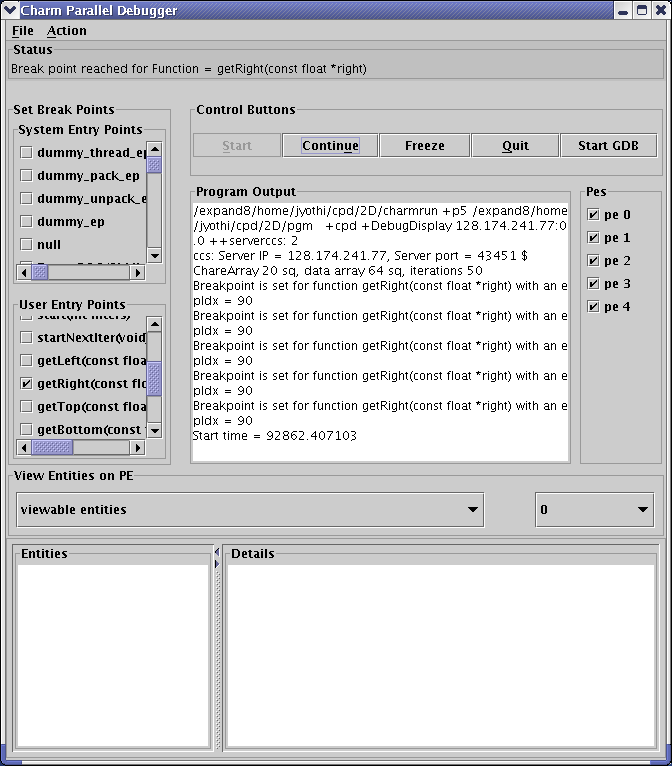 Charm Parallel Debugger
File Action
Status
Break point reached for Function = getRight(const float *right)
Set Break Points
System Entry Points
dummy_thread_ep
dummy_pack_ep
dummy_unpack_e
dummy_ep
null
User Entry Points
startNextIter(void
getLeft(const floa
getRight(const flo
getTop(const floa
getBottom(const
Control Buttons
Start Continue Freeze Quit Start GDB
Program Output
/expand8/home/jyothi/cpd/2D/charmrun +p5 /expand8/home
/jyothi/cpd/2D/pgm +cpd +DebugDisplay 128.174.241.77:0
.0 ++serverccs: 2
ccs: Server IP = 128.174.241.77, Server port = 43451 $
ChareArray 20 sq, data array 64 sq, iterations 50
Breakpoint is set for function getRight(const float *right) with an e
pIdx = 90
Breakpoint is set for function getRight(const float *right) with an e
pIdx = 90
Breakpoint is set for function getRight(const float *right) with an e
pIdx = 90
Breakpoint is set for function getRight(const float *right) with an e
pIdx = 90
Breakpoint is set for function getRight(const float *right) with an e
pIdx = 90
Start time = 92862.407103
Pes
pe 0
pe 1
pe 2
pe 3
pe 4
View Entities on PE
viewable entities 0
Entities
Details